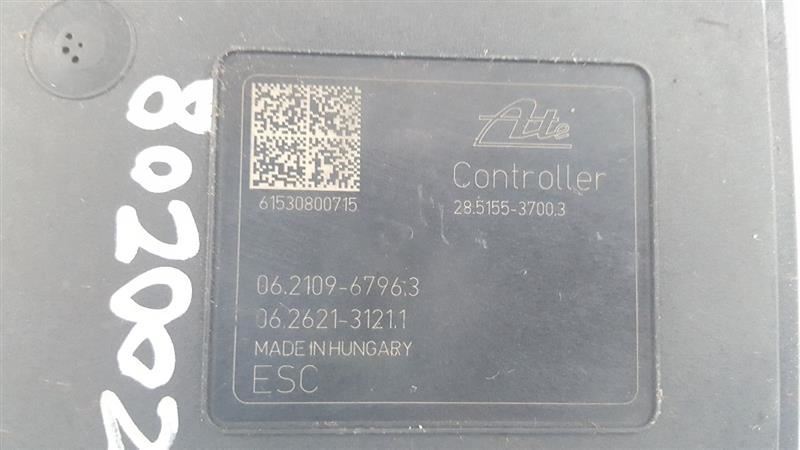 Ate
Controller
28.5155-3700.3
61530800715
06.2109-6796.3
06.2621-3121.1
MADE IN HUNGARY
ESC
802002